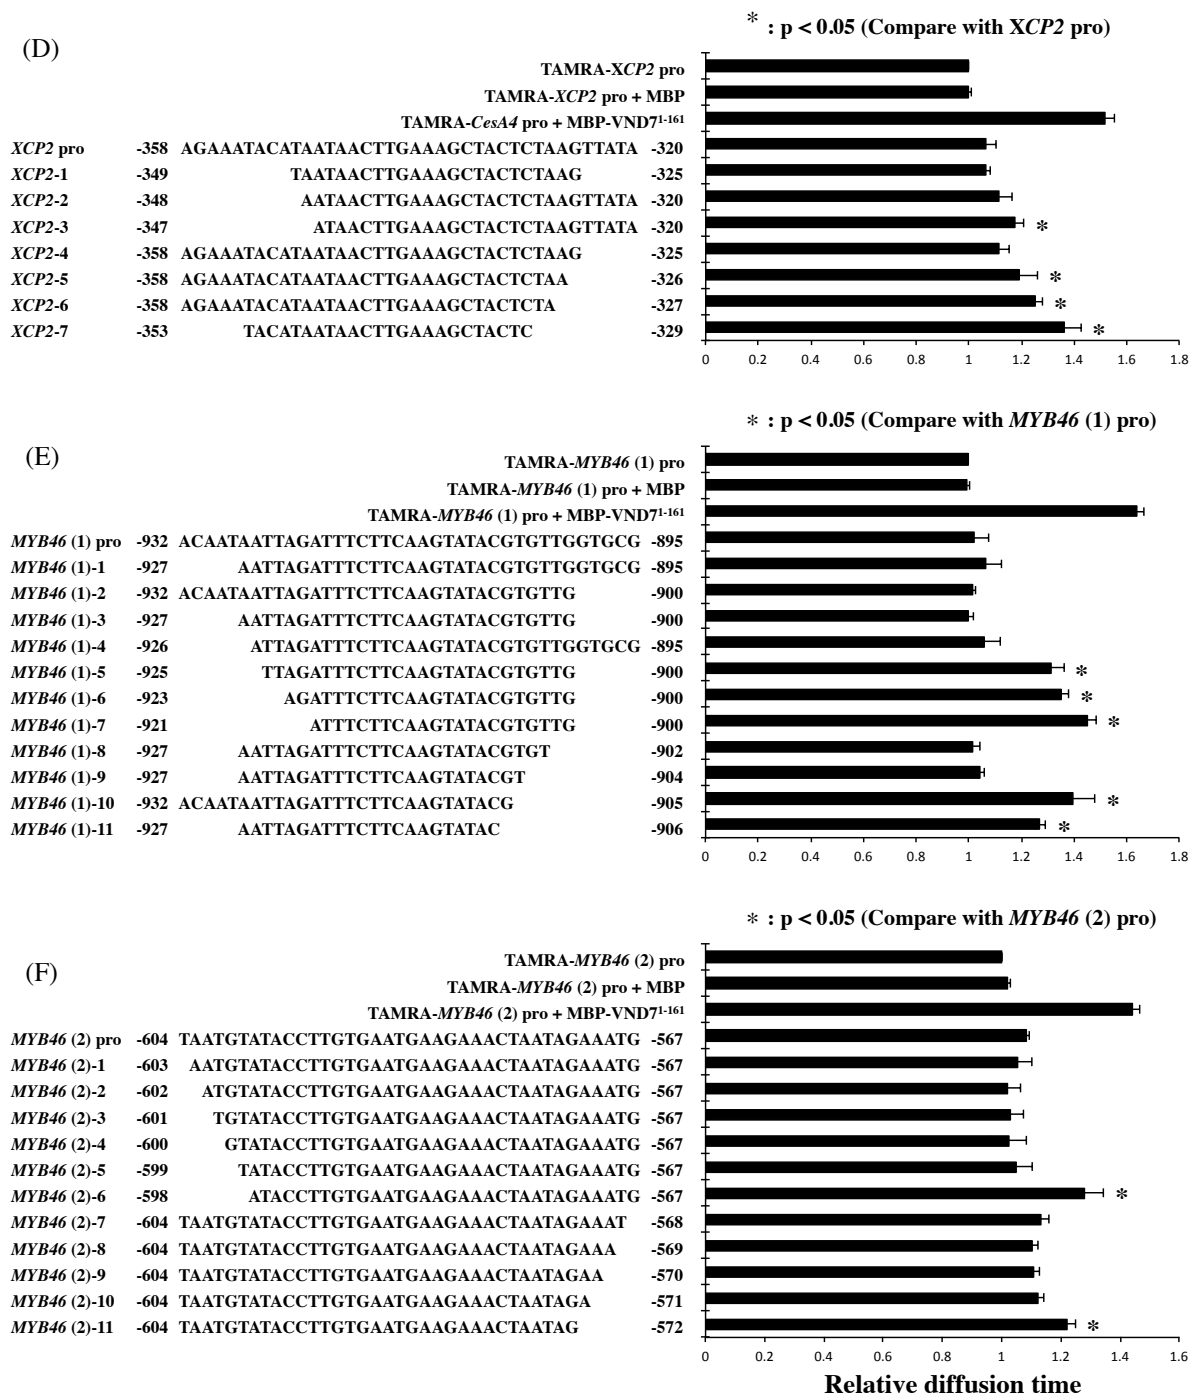 (D)
* : p < 0.05 (Compare with XCP2 pro)
TAMRA-XCP2 pro
TAMRA-XCP2 pro + MBP
TAMRA-CesA4 pro + MBP-VND7¹⁻¹⁶¹
XCP2 pro -358 AGAAATACATAATAACTTGAAAGCTACTCTAAGTTATA -320
XCP2-1 -349 TAATAACTTGAAAGCTACTCTAAG -325
XCP2-2 -348 AATAACTTGAAAGCTACTCTAAGTTATA -320
XCP2-3 -347 ATAACTTGAAAGCTACTCTAAGTTATA -320 *
XCP2-4 -358 AGAAATACATAATAACTTGAAAGCTACTCTAAG -325
XCP2-5 -358 AGAAATACATAATAACTTGAAAGCTACTCTAA -326 *
XCP2-6 -358 AGAAATACATAATAACTTGAAAGCTACTCTA -327 *
XCP2-7 -353 TACATAATAACTTGAAAGCTACTC -329 *
0 0.2 0.4 0.6 0.8 1 1.2 1.4 1.6 1.8
(E)
* : p < 0.05 (Compare with MYB46 (1) pro)
TAMRA-MYB46 (1) pro
TAMRA-MYB46 (1) pro + MBP
TAMRA-MYB46 (1) pro + MBP-VND7¹⁻¹⁶¹
MYB46 (1) pro -932 ACAATAATTAGATTTCTTCAAGTATACGTGTTGGTGCG -895
MYB46 (1)-1 -927 AATTAGATTTCTTCAAGTATACGTGTTGGTGCG -895
MYB46 (1)-2 -932 ACAATAATTAGATTTCTTCAAGTATACGTGTTG -900
MYB46 (1)-3 -927 AATTAGATTTCTTCAAGTATACGTGTTG -900
MYB46 (1)-4 -926 ATTAGATTTCTTCAAGTATACGTGTTGGTGCG -895
MYB46 (1)-5 -925 TTAGATTTCTTCAAGTATACGTGTTG -900 *
MYB46 (1)-6 -923 AGATTTCTTCAAGTATACGTGTTG -900 *
MYB46 (1)-7 -921 ATTTCTTCAAGTATACGTGTTG -900 *
MYB46 (1)-8 -927 AATTAGATTTCTTCAAGTATACGTGT -902
MYB46 (1)-9 -927 AATTAGATTTCTTCAAGTATACGT -904
MYB46 (1)-10 -932 ACAATAATTAGATTTCTTCAAGTATACG -905 *
MYB46 (1)-11 -927 AATTAGATTTCTTCAAGTATAC -906 *
0 0.2 0.4 0.6 0.8 1 1.2 1.4 1.6 1.8
(F)
* : p < 0.05 (Compare with MYB46 (2) pro)
TAMRA-MYB46 (2) pro
TAMRA-MYB46 (2) pro + MBP
TAMRA-MYB46 (2) pro + MBP-VND7¹⁻¹⁶¹
MYB46 (2) pro -604 TAATGTATACCTTGTGAATGAAGAAACTAATAGAAATG -567
MYB46 (2)-1 -603 AATGTATACCTTGTGAATGAAGAAACTAATAGAAATG -567
MYB46 (2)-2 -602 ATGTATACCTTGTGAATGAAGAAACTAATAGAAATG -567
MYB46 (2)-3 -601 TGTATACCTTGTGAATGAAGAAACTAATAGAAATG -567
MYB46 (2)-4 -600 GTATACCTTGTGAATGAAGAAACTAATAGAAATG -567
MYB46 (2)-5 -599 TATACCTTGTGAATGAAGAAACTAATAGAAATG -567
MYB46 (2)-6 -598 ATACCTTGTGAATGAAGAAACTAATAGAAATG -567 *
MYB46 (2)-7 -604 TAATGTATACCTTGTGAATGAAGAAACTAATAGAAAT -568
MYB46 (2)-8 -604 TAATGTATACCTTGTGAATGAAGAAACTAATAGAAA -569
MYB46 (2)-9 -604 TAATGTATACCTTGTGAATGAAGAAACTAATAGAA -570
MYB46 (2)-10 -604 TAATGTATACCTTGTGAATGAAGAAACTAATAGA -571
MYB46 (2)-11 -604 TAATGTATACCTTGTGAATGAAGAAACTAATAG -572 *
0 0.2 0.4 0.6 0.8 1 1.2 1.4 1.6
Relative diffusion time